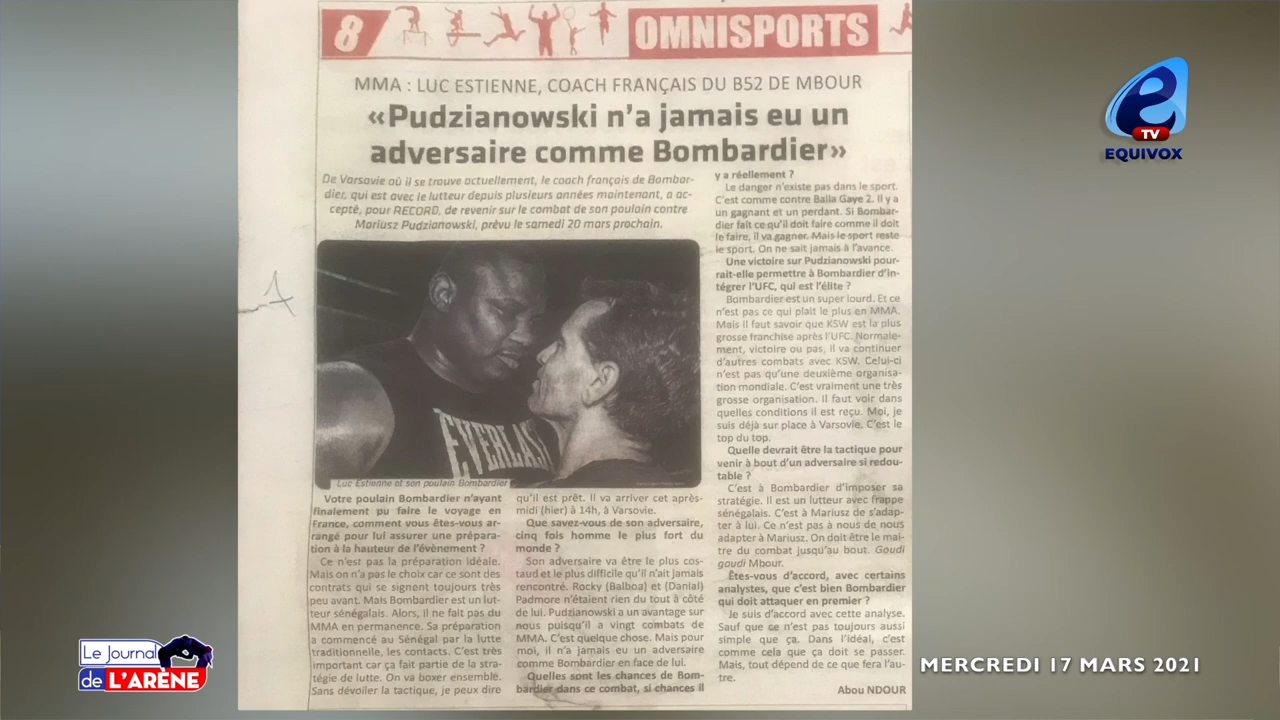 8
OMNISPORTS
MMA : LUC ESTIENNE, COACH FRANÇAIS DU B52 DE MBOUR
«Pudzianowski n'a jamais eu un
adversaire comme Bombardier»
De Varsovie où il se trouve actuellement, le coach français de Bombar-
dier, qui est avec le lutteur depuis plusieurs années maintenant, a ac-
cepté, pour RECORD, de revenir sur le combat de son poulain contre
Mariusz Pudzianowski, prévu le samedi 20 mars prochain.
EVERLAST
Luc Estienne et son poulain Bombardier
Votre poulain Bombardier n'ayant
finalement pu faire le voyage en
France, comment vous êtes-vous ar-
rangé pour lui assurer une prépara-
tion à la hauteur de l'évènement ?
Ce n'est pas la préparation idéale.
Mais on n'a pas le choix car ce sont des
contrats qui se signent toujours très
peu avant. Mais Bombardier est un lut-
teur sénégalais. Alors, il ne fait pas du
MMA en permanence. Sa préparation
a commencé au Sénégal par la lutte
traditionnelle, les contacts. C'est très
important car ça fait partie de la stra-
tégie de lutte. On va boxer ensemble.
Sans dévoiler la tactique, je peux dire
qu'il est prêt. Il va arriver cet après-
midi (hier) à 14h, à Varsovie.
Que savez-vous de son adversaire,
cinq fois homme le plus fort du
monde ?
Son adversaire va être le plus cos-
taud et le plus difficile qu'il n'ait jamais
rencontré. Rocky (Balboa) et (Danial)
Padmore n'étaient rien du tout à côté
de lui. Pudzianowski a un avantage sur
nous puisqu'il a vingt combats de
MMA. C'est quelque chose. Mais pour
moi, il n'a jamais eu un adversaire
comme Bombardier en face de lui.
Quelles sont les chances de Bom-
bardier dans ce combat, si chances il
y a réellement ?
Le danger n'existe pas dans le sport.
C'est comme contre Balla Gaye 2. Il y a
un gagnant et un perdant. Si Bombar-
dier fait ce qu'il doit faire comme il doit
le faire, il va gagner. Mais le sport reste
le sport. On ne sait jamais à l'avance.
Une victoire sur Pudzianowski pour-
rait-elle permettre à Bombardier d'in-
tégrer l'UFC, qui est l'élite ?
Bombardier est un super lourd. Et ce
n'est pas ce qui plait le plus en MMA.
Mais il faut savoir que KSW est la plus
grosse franchise après l'UFC. Normale-
ment, victoire ou pas, il va continuer
d'autres combats avec KSW. Celui-ci
n'est pas qu'une deuxième organisa-
tion mondiale. C'est vraiment une très
grosse organisation. Il faut voir dans
quelles conditions il est reçu. Moi, je
suis déjà sur place à Varsovie. C'est le
top du top.
Quelle devrait être la tactique pour
venir à bout d'un adversaire si redou-
table ?
C'est à Bombardier d'imposer sa
stratégie. Il est un lutteur avec frappe
sénégalais. C'est à Mariusz de s'adap-
ter à lui. Ce n'est pas à nous de nous
adapter à Mariusz. On doit être le mai-
tre du combat jusqu'au bout. Goudi
goudi Mbour.
Êtes-vous d'accord, avec certains
analystes, que c'est bien Bombardier
qui doit attaquer en premier ?
Je suis d'accord avec cette analyse.
Sauf que ce n'est pas toujours aussi
simple que ça. Dans l'idéal, c'est
comme cela que ça doit se passer.
Mais, tout dépend de ce que fera l'au-
tre.
Abou NDOUR
e
TV
EQUIVOX
Le Journal
de L'ARÈNE
MERCREDI 17 MARS 2021